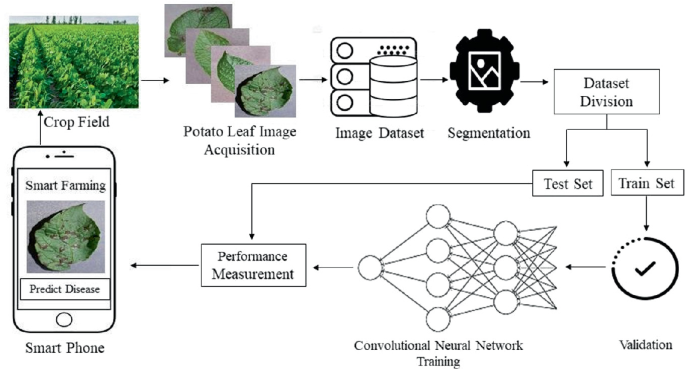 Crop Field
Potato Leaf Image
Acquisition
Image Dataset
Segmentation
Dataset
Division
Test Set
Train Set
Smart Farming
Predict Disease
Smart Phone
Performance
Measurement
Convolutional Neural Network
Training
Validation